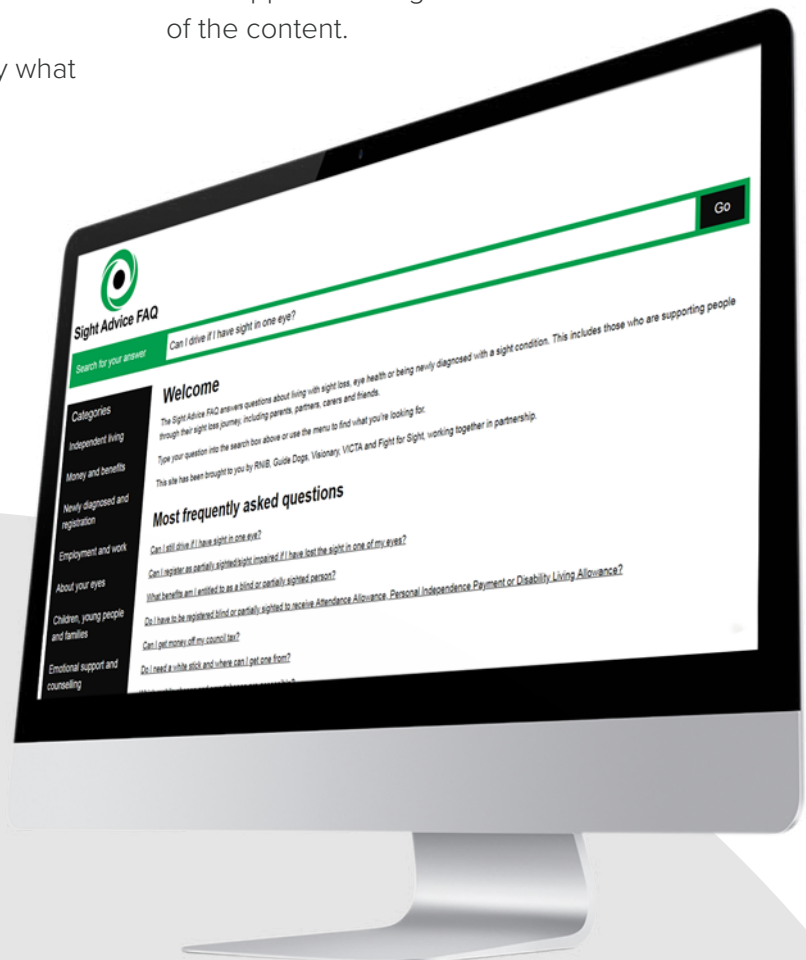 of the content.
y what
Go
Sight Advice FAQ
Search for your answer
Can I drive if I have sight in one eye?
Categories
Independent living
Money and benefits
Newly diagnosed and
registration
Employment and work
About your eyes
Children, young people
and families
Emotional support and
counselling
Welcome
The Sight Advice FAQ answers questions about living with sight loss, eye health or being newly diagnosed with a sight condition. This includes those who are supporting people
through their sight loss journey, including parents, partners, carers and friends.
Type your question into the search box above or use the menu to find what you're looking for.
This site has been brought to you by RNIB, Guide Dogs, Visionary, VICTA and Fight for Sight, working together in partnership.
Most frequently asked questions
Can I still drive if I have sight in one eye?
Can I register as partially sighted/sight impaired if I have lost the sight in one of my eyes?
What benefits am I entitled to as a blind or partially sighted person?
Do I have to be registered blind or partially sighted to receive Attendance Allowance, Personal Independence Payment or Disability Living Allowance?
Can I get money off my council tax?
Do I need a white stick and where can I get one from?